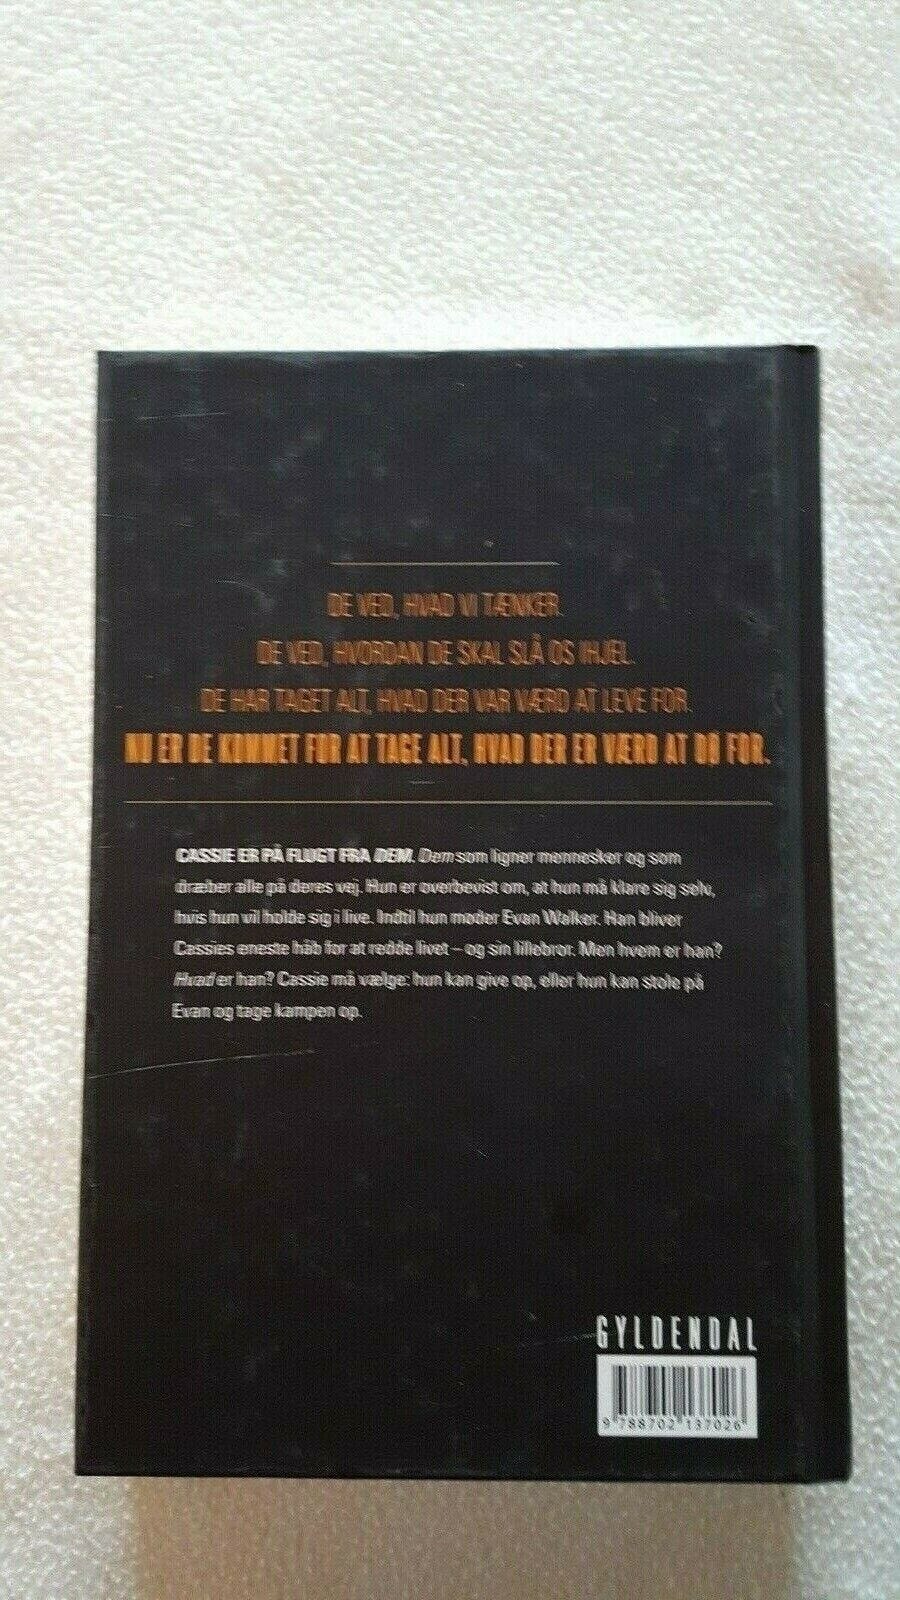 DE VED, HVAD VI TÆNKER.
DE VED, HVORDAN DE SKAL SLÅ OS IHJEL.
DE HAR TAGET ALT, HVAD DER VAR VÆRD AT LEVE FOR.
NU ER DE KOMMET FOR AT TAGE ALT, HVAD DER ER VÆRD AT DØ FOR.
CASSIE ER PÅ FLUGT FRA DEM. Dem som ligner mennesker og som
dræber alle på deres vej. Hun er overbevist om, at hun må klare sig selv,
hvis hun vil holde sig i live. Indtil hun møder Evan Walker. Han bliver
Cassies eneste håb for at redde livet – og sin lillebror. Men hvem er han?
Hvad er han? Cassie må vælge: hun kan give op, eller hun kan stole på
Evan og tage kampen op.
GYLDENDAL
9 788702 137026